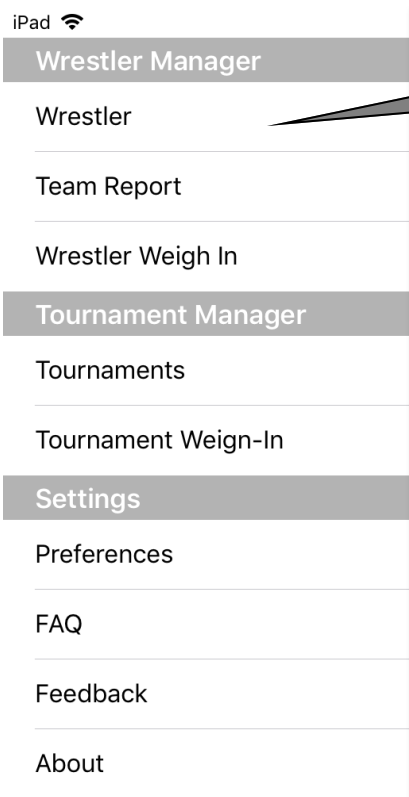 iPad
Wrestler Manager
Wrestler
Team Report
Wrestler Weigh In
Tournament Manager
Tournaments
Tournament Weign-In
Settings
Preferences
FAQ
Feedback
About